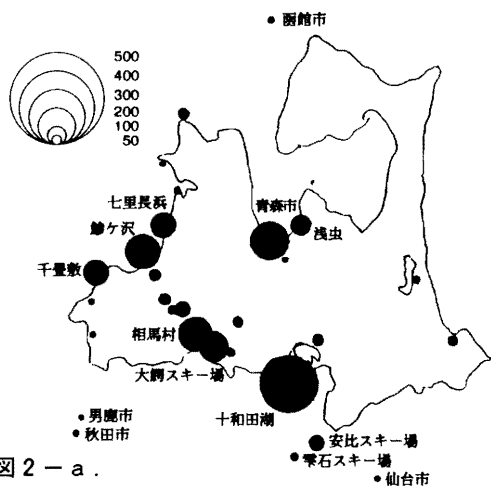 函館市
500
400
300
200
100
50
七里長浜
鰺ケ沢
千畳敷
青森市
浅虫
相馬村
大鰐スキー場
十和田湖
男鹿市
秋田市
安比スキー場
雫石スキー場
仙台市
図2-a.